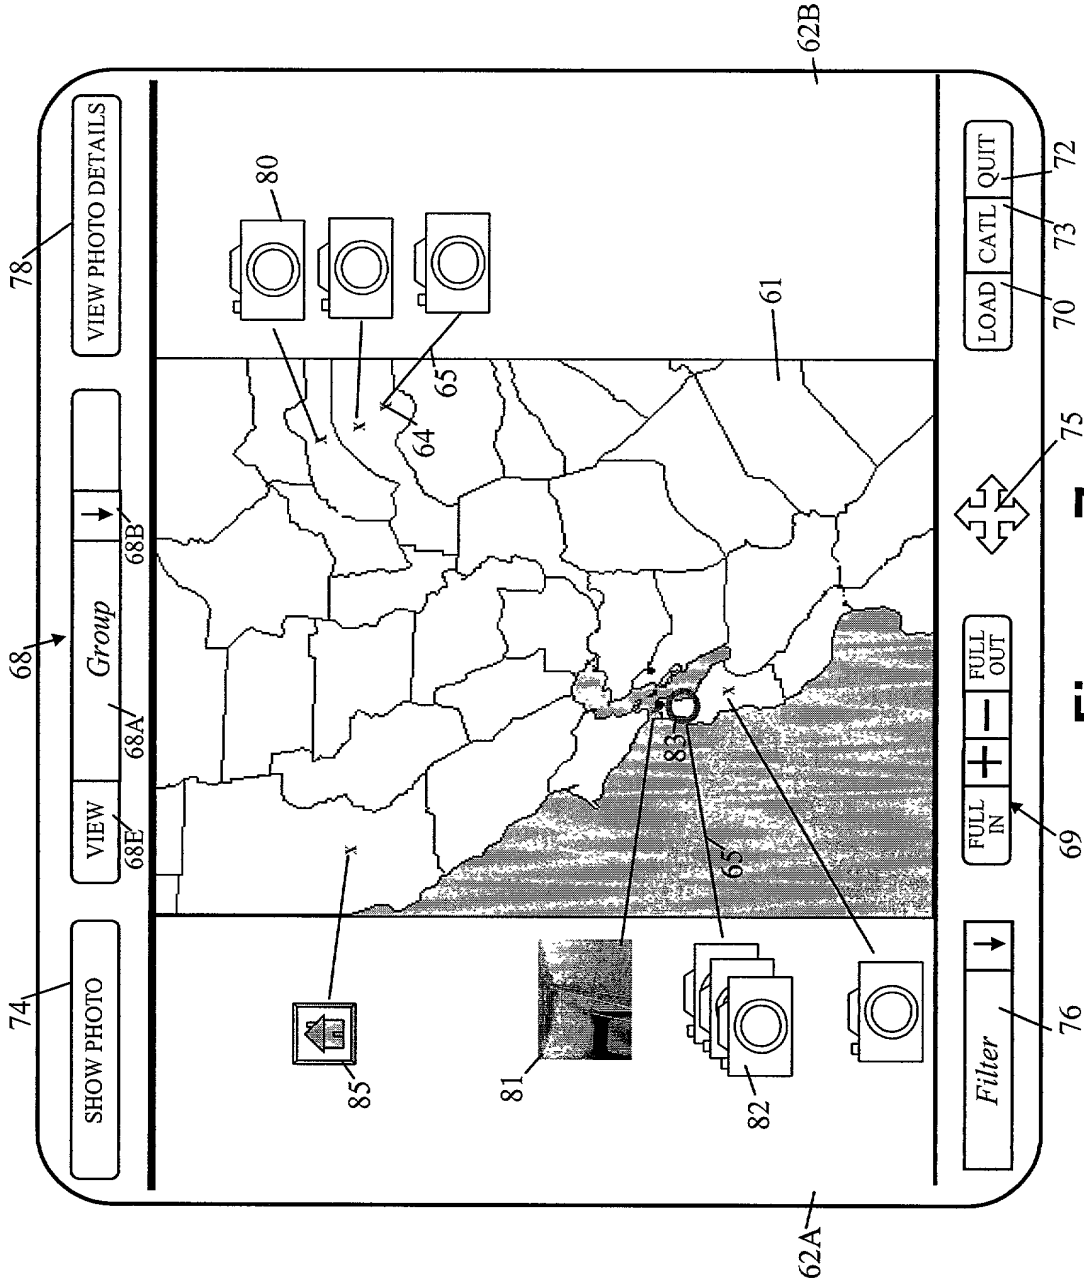 74 68 78
SHOW PHOTO VIEW Group ↓ VIEW PHOTO DETAILS
68E 68A 68B
80
85
64
65
81
83
65
82
61
62A 62B
Filter ↓ FULL IN + − FULL OUT LOAD CATL QUIT
76 69 75 70 73 72